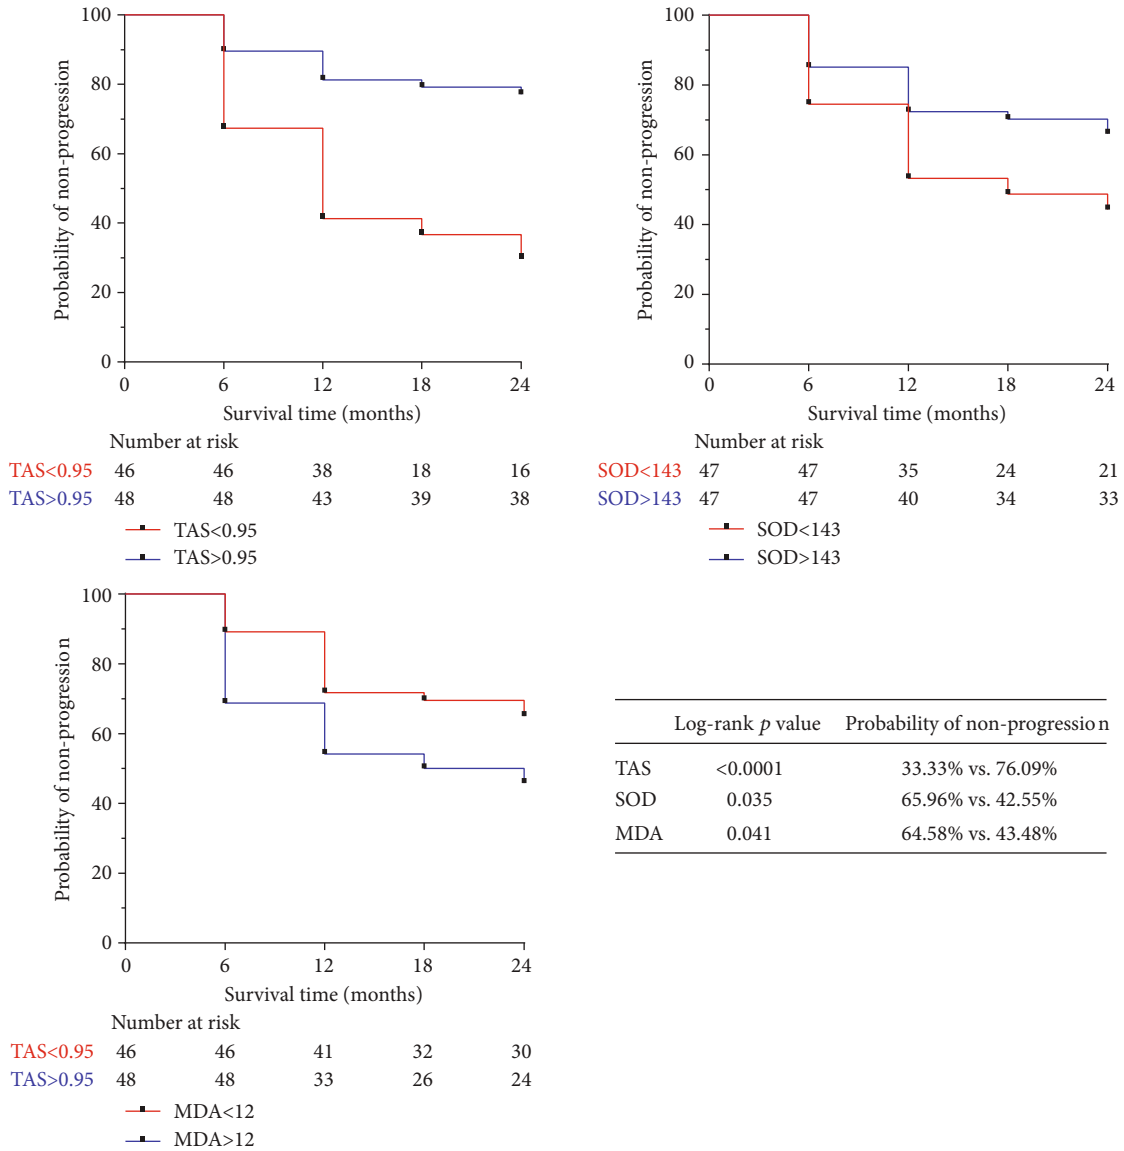 100
80
60
40
20
0
Probability of non-progression
0 6 12 18 24
Survival time (months)
Number at risk
TAS<0.95 46 46 38 18 16
TAS>0.95 48 48 43 39 38
TAS<0.95
TAS>0.95
100
80
60
40
20
0
Probability of non-progression
0 6 12 18 24
Survival time (months)
Number at risk
SOD<143 47 47 35 24 21
SOD>143 47 47 40 34 33
SOD<143
SOD>143
100
80
60
40
20
0
Probability of non-progression
0 6 12 18 24
Survival time (months)
Number at risk
TAS<0.95 46 46 41 32 30
TAS>0.95 48 48 33 26 24
MDA<12
MDA>12
Log-rank p value Probability of non-progression
TAS <0.0001 33.33% vs. 76.09%
SOD 0.035 65.96% vs. 42.55%
MDA 0.041 64.58% vs. 43.48%